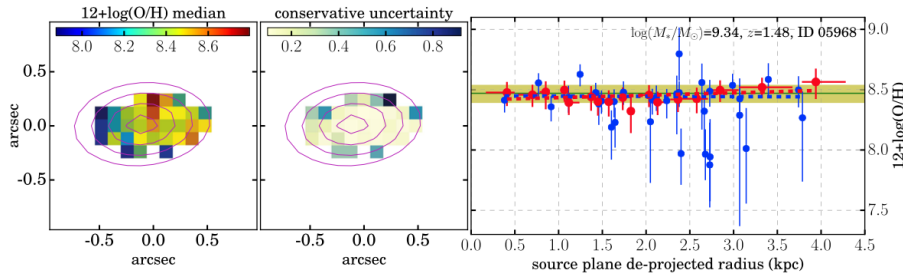 12+log(O/H) median
8.0 8.2 8.4 8.6
conservative uncertainty
0.2 0.4 0.6 0.8
log(M*/M⊙)=9.34, z=1.48, ID 05968
arcsec
0.5
0.0
-0.5
-0.5 0.0 0.5
arcsec
-0.5 0.0 0.5
arcsec
9.0
8.5
8.0
7.5
12+log(O/H)
0.0 0.5 1.0 1.5 2.0 2.5 3.0 3.5 4.0 4.5
source plane de-projected radius (kpc)